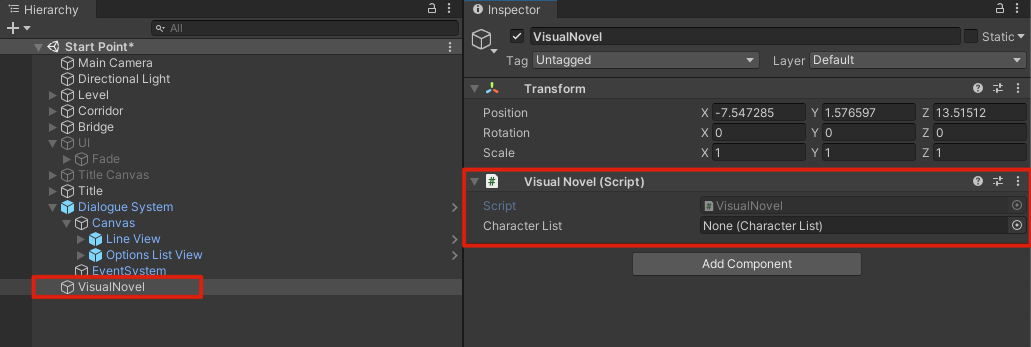 Hierarchy
All
Start Point*
Main Camera
Directional Light
Level
Corridor
Bridge
UI
Fade
Title Canvas
Title
Dialogue System
Canvas
Line View
Options List View
EventSystem
VisualNovel
Inspector
VisualNovel Static
Tag Untagged Layer Default
Transform
Position X -7.547285 Y 1.576597 Z 13.51512
Rotation X 0 Y 0 Z 0
Scale X 1 Y 1 Z 1
# Visual Novel (Script)
Script # VisualNovel
Character List None (Character List)
Add Component